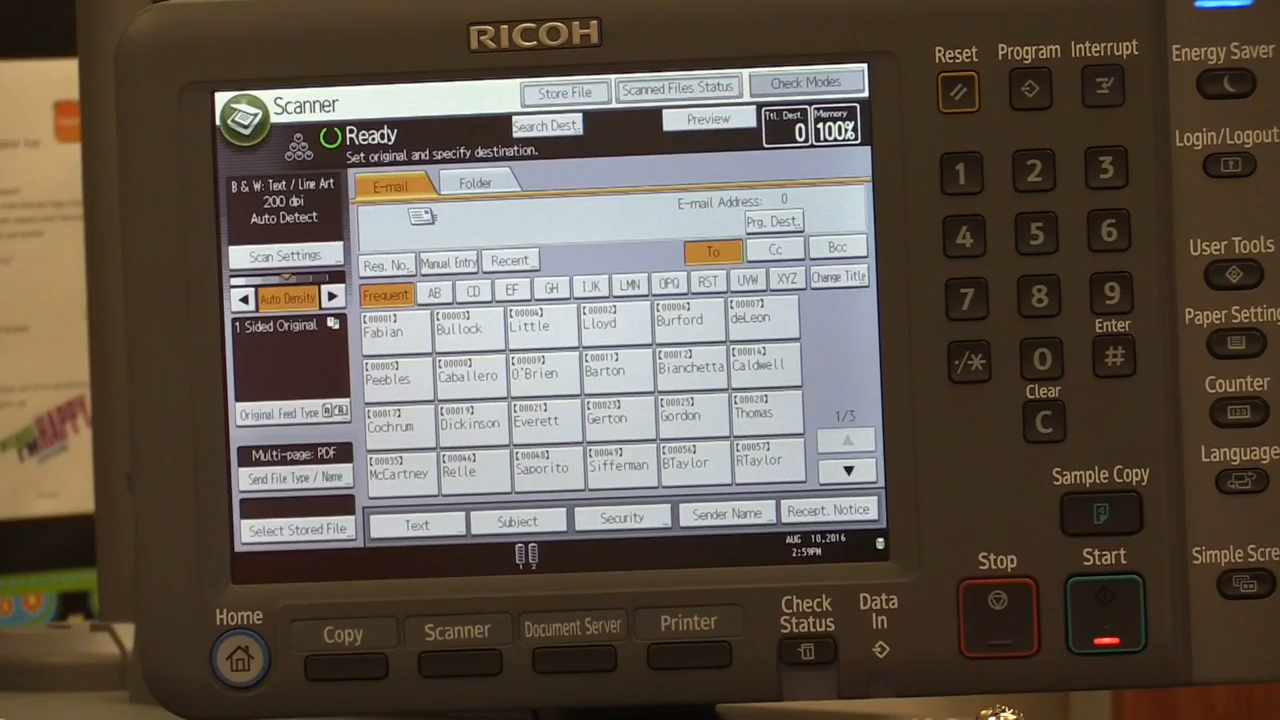 RICOH
Scanner
Store File
Scanned Files Status
Check Modes
Ready
Search Dest.
Preview
Ttl. Dest.
0
Memory
100%
Set original and specify destination.
B & W: Text / Line Art
200 dpi
Auto Detect
Scan Settings
Auto Density
1 Sided Original
Original Feed Type
Multi-page: PDF
Send File Type / Name
Select Stored File
E-mail
Folder
E-mail Address: 0
Prg. Dest.
Reg. No.
Manual Entry
Recent
To
Cc
Bcc
Frequent
AB
CD
EF
GH
IJK
LMN
OPQ
RST
UVW
XYZ
Change Title
[00001] Fabian
[00003] Bullock
[00004] Little
[00002] Lloyd
[00006] Burford
[00007] deLeon
[00005] Peebles
[00008] Caballero
[00009] O'Brien
[00011] Barton
[00012] Bianchetta
[00014] Caldwell
[00017] Cochrum
[00019] Dickinson
[00021] Everett
[00023] Gerton
[00025] Gordon
[00028] Thomas
[00035] McCartney
[00046] Relle
[00048] Saporito
[00049] Sifferman
[00056] BTaylor
[00057] RTaylor
1/3
Text
Subject
Security
Sender Name
Recept. Notice
AUG 10,2016
2:59PM
Home
Copy
Scanner
Document Server
Printer
Check Status
Data In
Reset
Program
Interrupt
1
2
3
4
5
6
7
8
9
Enter
./*
0
#
Clear
C
Sample Copy
Stop
Start
Energy Saver
Login/Logout
User Tools
Paper Setting
Counter
123
Language
Simple Scre
I'M HAPPY